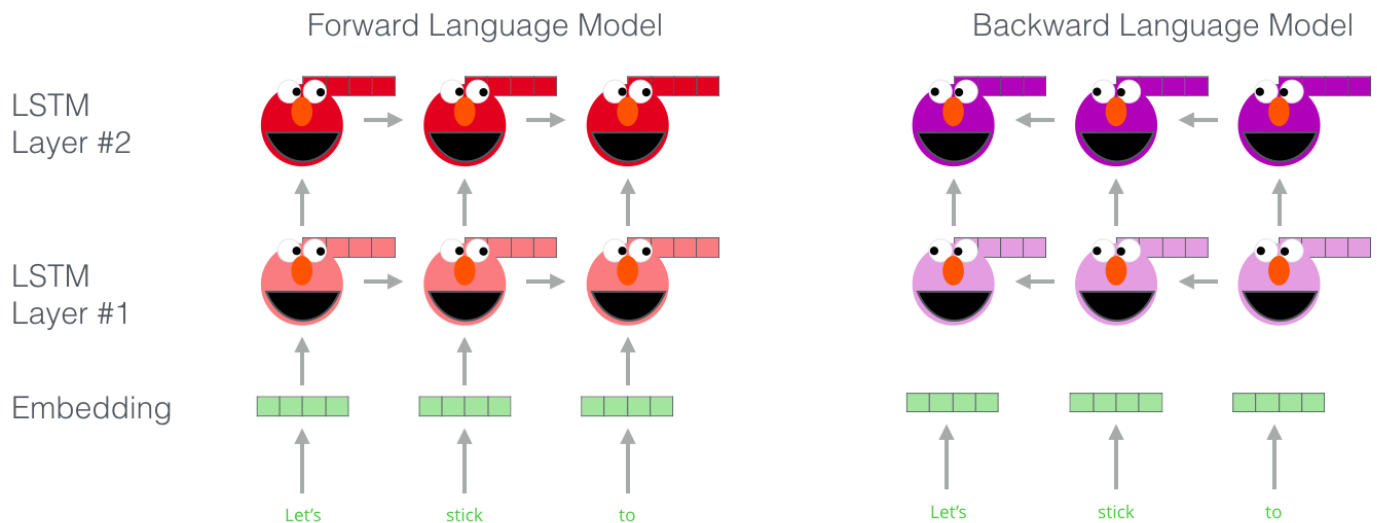 Forward Language Model
Backward Language Model
LSTM
Layer #2
LSTM
Layer #1
Embedding
Let's
stick
to
Let's
stick
to